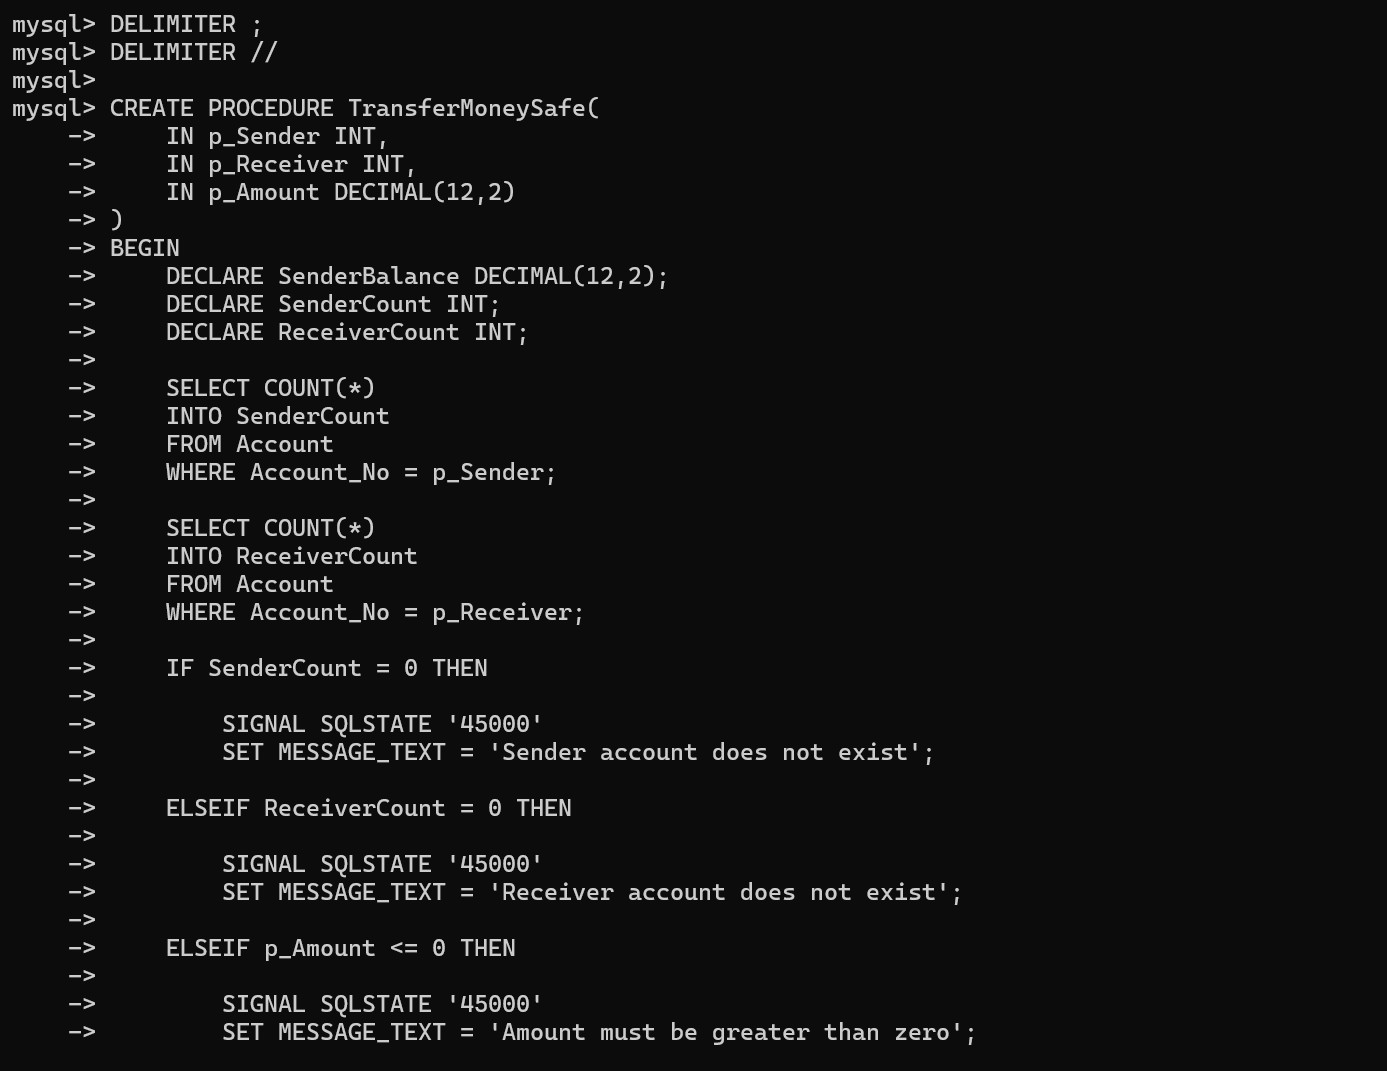 mysql> DELIMITER ;
mysql> DELIMITER //
mysql>
mysql> CREATE PROCEDURE TransferMoneySafe(
    ->     IN p_Sender INT,
    ->     IN p_Receiver INT,
    ->     IN p_Amount DECIMAL(12,2)
    -> )
    -> BEGIN
    ->     DECLARE SenderBalance DECIMAL(12,2);
    ->     DECLARE SenderCount INT;
    ->     DECLARE ReceiverCount INT;
    ->
    ->     SELECT COUNT(*)
    ->     INTO SenderCount
    ->     FROM Account
    ->     WHERE Account_No = p_Sender;
    ->
    ->     SELECT COUNT(*)
    ->     INTO ReceiverCount
    ->     FROM Account
    ->     WHERE Account_No = p_Receiver;
    ->
    ->     IF SenderCount = 0 THEN
    ->
    ->         SIGNAL SQLSTATE '45000'
    ->         SET MESSAGE_TEXT = 'Sender account does not exist';
    ->
    ->     ELSEIF ReceiverCount = 0 THEN
    ->
    ->         SIGNAL SQLSTATE '45000'
    ->         SET MESSAGE_TEXT = 'Receiver account does not exist';
    ->
    ->     ELSEIF p_Amount <= 0 THEN
    ->
    ->         SIGNAL SQLSTATE '45000'
    ->         SET MESSAGE_TEXT = 'Amount must be greater than zero';